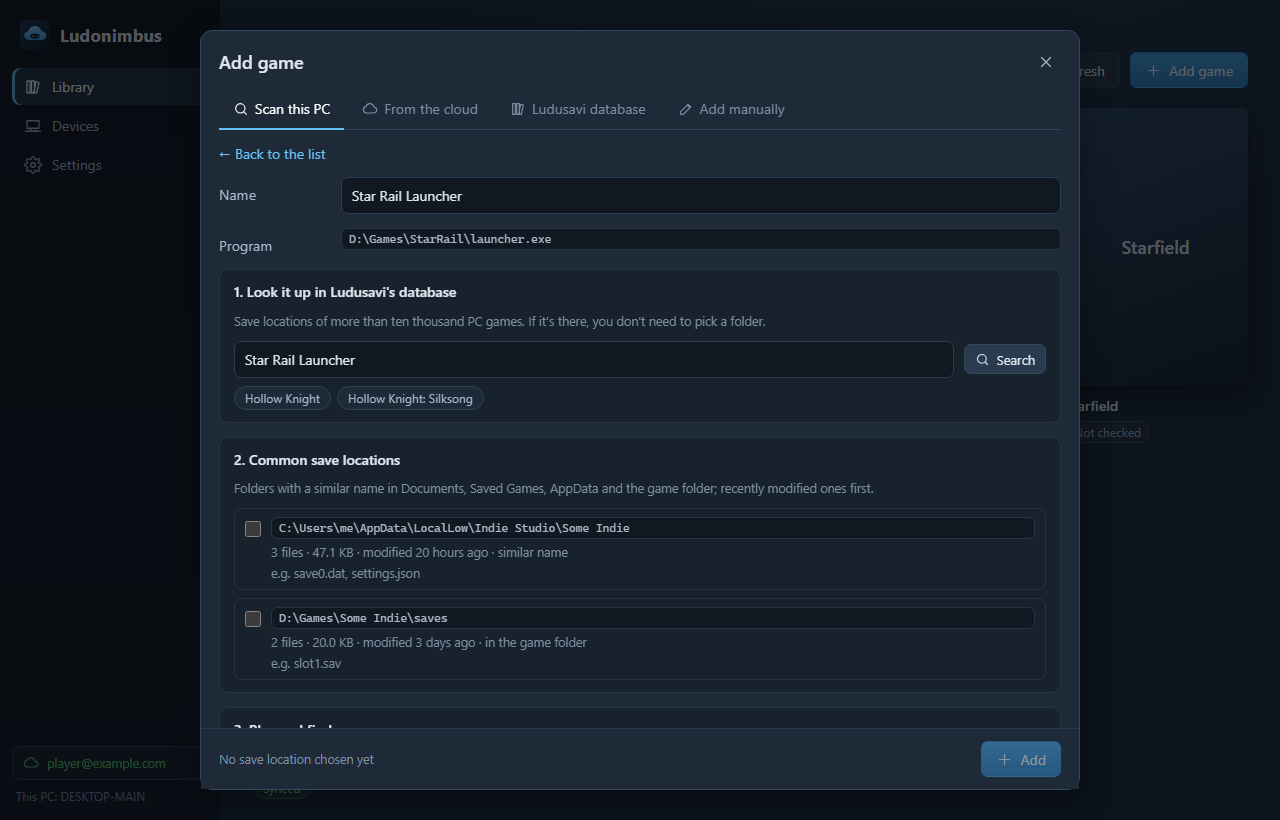 Ludonimbus
Library
Devices
Settings
player@example.com
This PC: DESKTOP-MAIN
resh
Add game
Starfield
arfield
Not checked
Synced
Add game
Scan this PC
From the cloud
Ludusavi database
Add manually
← Back to the list
Name
Star Rail Launcher
Program
D:\Games\StarRail\launcher.exe
1. Look it up in Ludusavi's database
Save locations of more than ten thousand PC games. If it's there, you don't need to pick a folder.
Star Rail Launcher
Search
Hollow Knight
Hollow Knight: Silksong
2. Common save locations
Folders with a similar name in Documents, Saved Games, AppData and the game folder; recently modified ones first.
C:\Users\me\AppData\LocalLow\Indie Studio\Some Indie
3 files · 47.1 KB · modified 20 hours ago · similar name
e.g. save0.dat, settings.json
D:\Games\Some Indie\saves
2 files · 20.0 KB · modified 3 days ago · in the game folder
e.g. slot1.sav
No save location chosen yet
Add